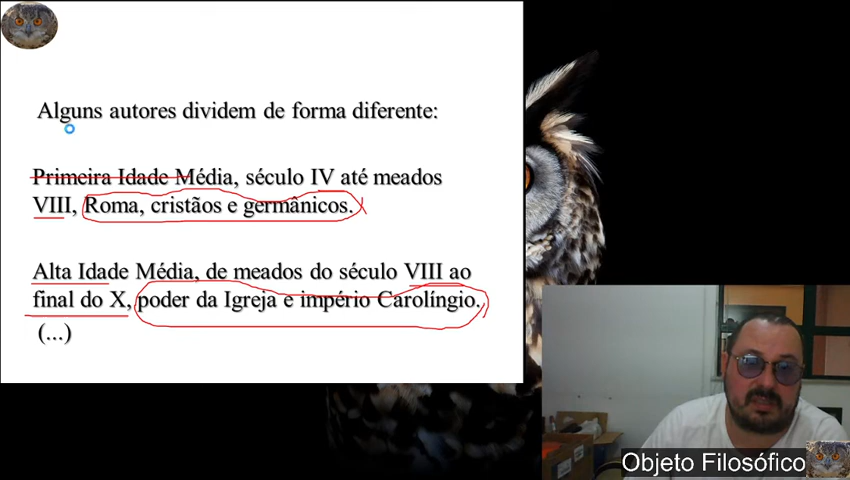 Alguns autores dividem de forma diferente:
Primeira Idade Média, século IV até meados
VIII, Roma, cristãos e germânicos.
Alta Idade Média, de meados do século VIII ao
final do X, poder da Igreja e império Carolíngio.
(...)
Objeto Filosófico